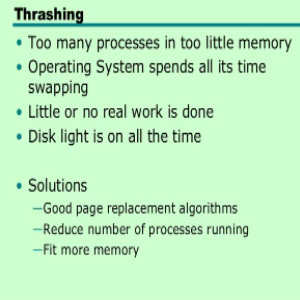 Thrashing
• Too many processes in too little memory
• Operating System spends all its time
swapping
• Little or no real work is done
• Disk light is on all the time
• Solutions
–Good page replacement algorithms
–Reduce number of processes running
–Fit more memory